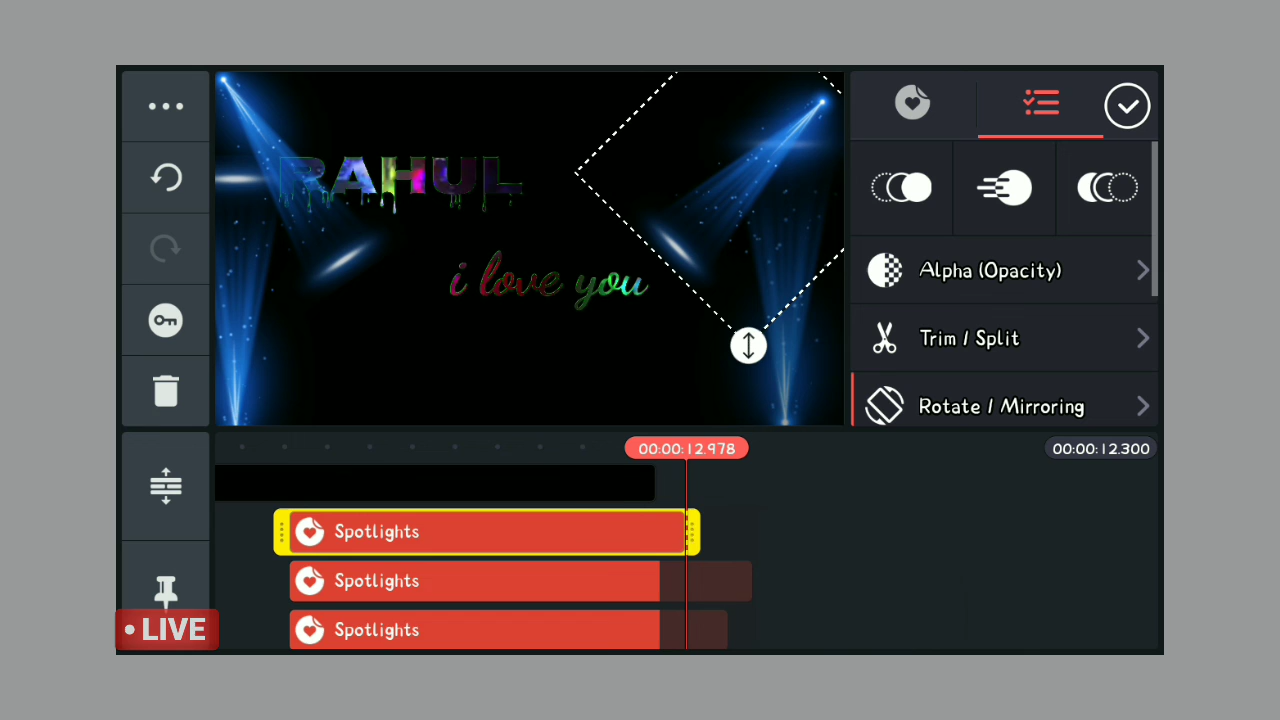 RAHUL
i love you
Alpha (Opacity)
Trim / Split
Rotate / Mirroring
00:00:12.978
00:00:12.300
Spotlights
Spotlights
Spotlights
• LIVE